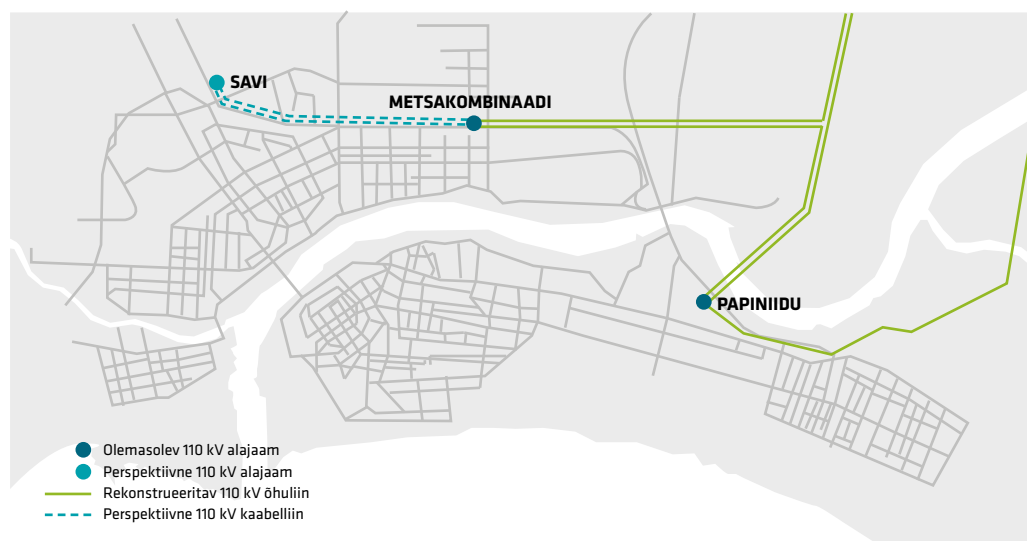 SAVI
METSAKOMBINAADI
PAPINIIDU
Olemasolev 110 kV alajaam
Perspektiivne 110 kV alajaam
Rekonstrueeritav 110 kV õhuliin
Perspektiivne 110 kV kaabelliin